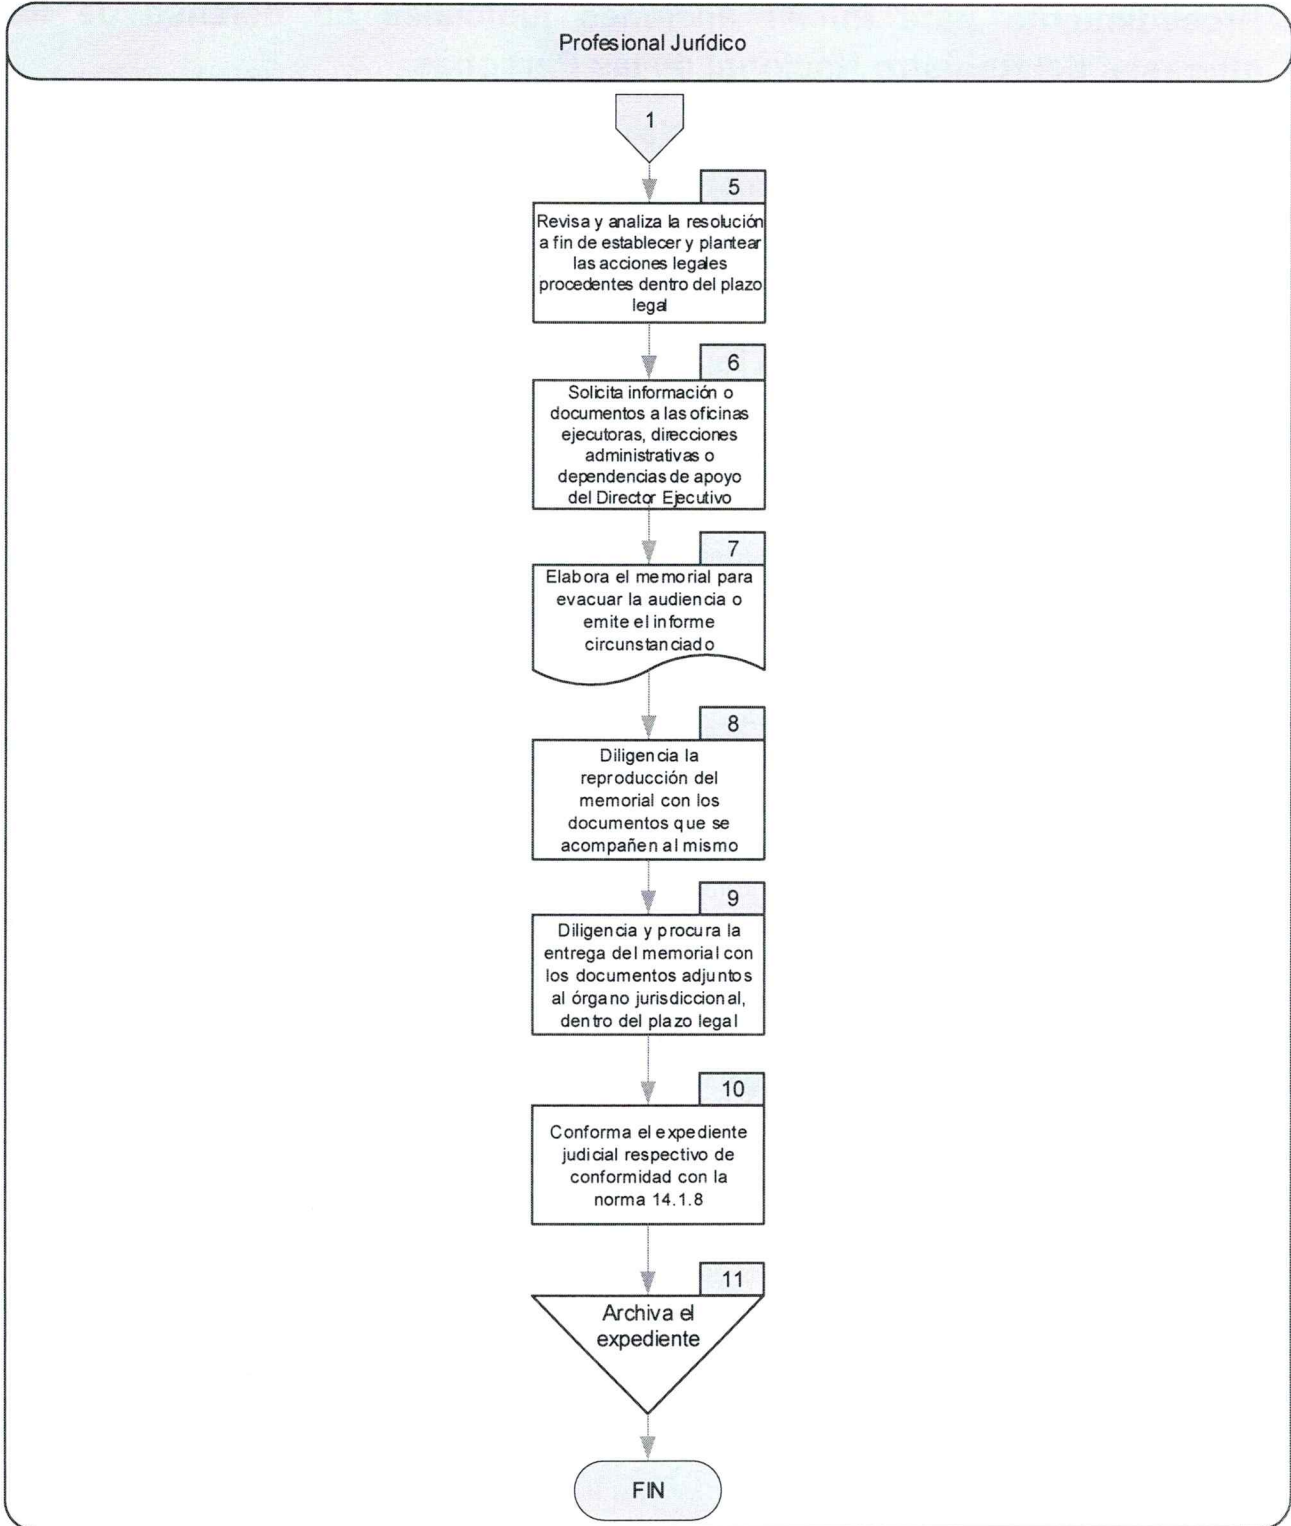 Profesional Jurídico
1
5
Revisa y analiza la resolución
a fin de establecer y plantear
las acciones legales
procedentes dentro del plazo
legal
6
Solicita información o
documentos a las oficinas
ejecutoras, direcciones
administrativas o
dependencias de apoyo
del Director Ejecutivo
7
Elabora el memorial para
evacuar la audiencia o
emite el informe
circunstanciado
8
Diligencia la
reproducción del
memorial con los
documentos que se
acompañen al mismo
9
Diligencia y procura la
entrega del memorial con
los documentos adjuntos
al órgano jurisdiccional,
dentro del plazo legal
10
Conforma el expediente
judicial respectivo de
conformidad con la
norma 14.1.8
11
Archiva el
expediente
FIN